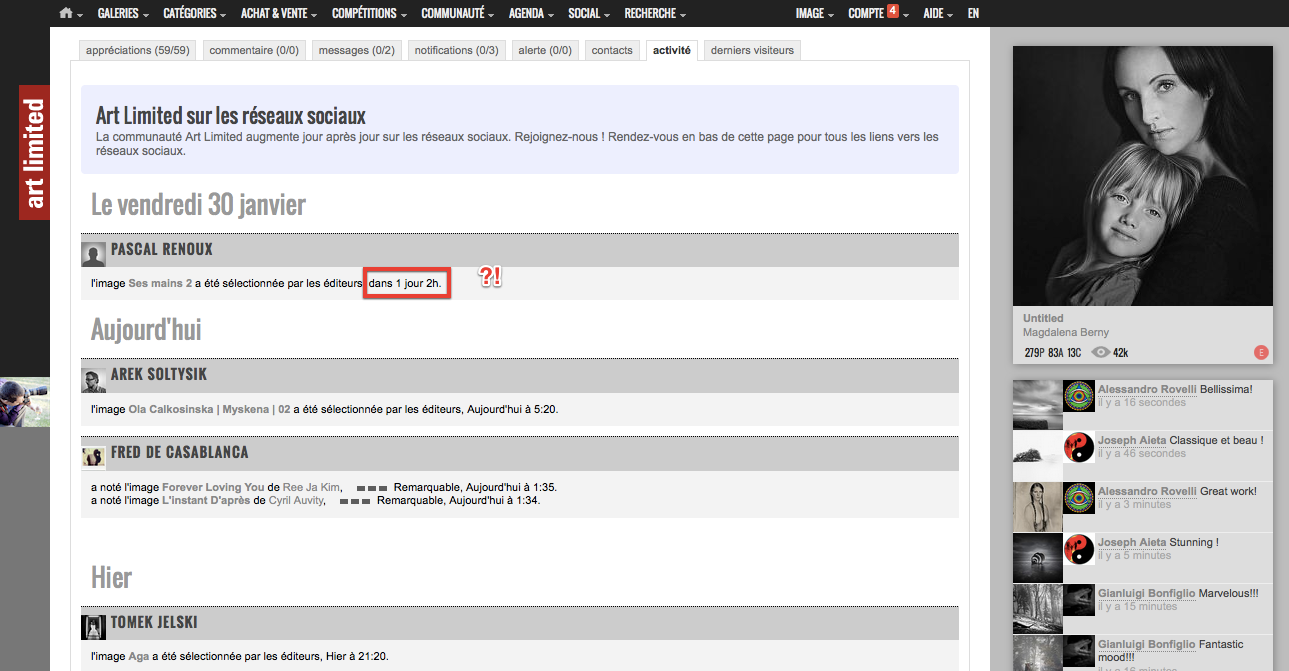 GALERIES CATÉGORIES ACHAT & VENTE COMPÉTITIONS COMMUNAUTÉ AGENDA SOCIAL RECHERCHE IMAGE COMPTE 4 AIDE EN
appréciations (59/59) commentaire (0/0) messages (0/2) notifications (0/3) alerte (0/0) contacts activité derniers visiteurs
art limited
Art Limited sur les réseaux sociaux
La communauté Art Limited augmente jour après jour sur les réseaux sociaux. Rejoignez-nous ! Rendez-vous en bas de cette page pour tous les liens vers les
réseaux sociaux.
Le vendredi 30 janvier
PASCAL RENOUX
l'image Ses mains 2 a été sélectionnée par les éditeurs dans 1 jour 2h.
?!
Aujourd'hui
AREK SOLTYSIK
l'image Ola Calkosinska | Myskena | 02 a été sélectionnée par les éditeurs, Aujourd'hui à 5:20.
FRED DE CASABLANCA
a noté l'image Forever Loving You de Ree Ja Kim, Remarquable, Aujourd'hui à 1:35.
a noté l'image L'instant D'après de Cyril Auvity, Remarquable, Aujourd'hui à 1:34.
Hier
TOMEK JELSKI
l'image Aga a été sélectionnée par les éditeurs, Hier à 21:20.
Untitled
Magdalena Berny
279P 83A 13C 42k E
Alessandro Rovelli Bellissima!
il y a 16 secondes
Joseph Aieta Classique et beau !
il y a 46 secondes
Alessandro Rovelli Great work!
il y a 3 minutes
Joseph Aieta Stunning !
il y a 5 minutes
Gianluigi Bonfiglio Marvelous!!!
il y a 15 minutes
Gianluigi Bonfiglio Fantastic
mood!!!
il y a 16 minutes